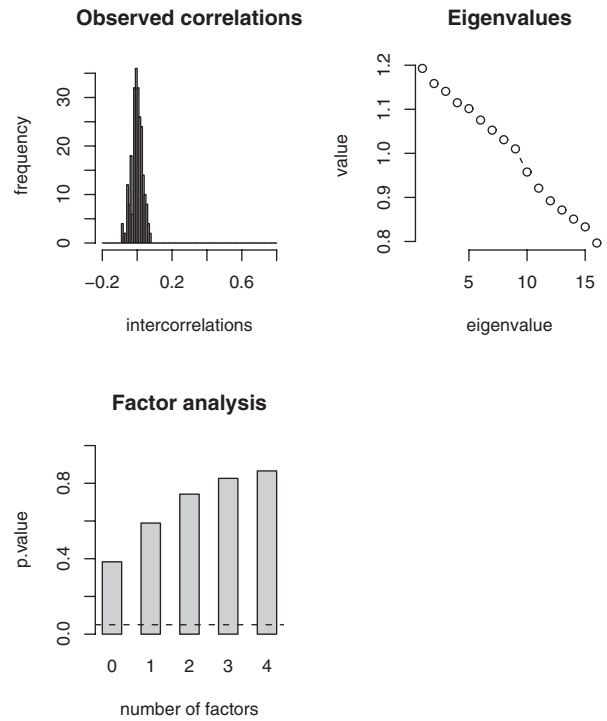 Observed correlations
frequency
0
10
20
30
−0.2
0.2
0.6
intercorrelations
Eigenvalues
value
0.8
0.9
1.0
1.1
1.2
5
10
15
eigenvalue
Factor analysis
p.value
0.0
0.4
0.8
0
1
2
3
4
number of factors